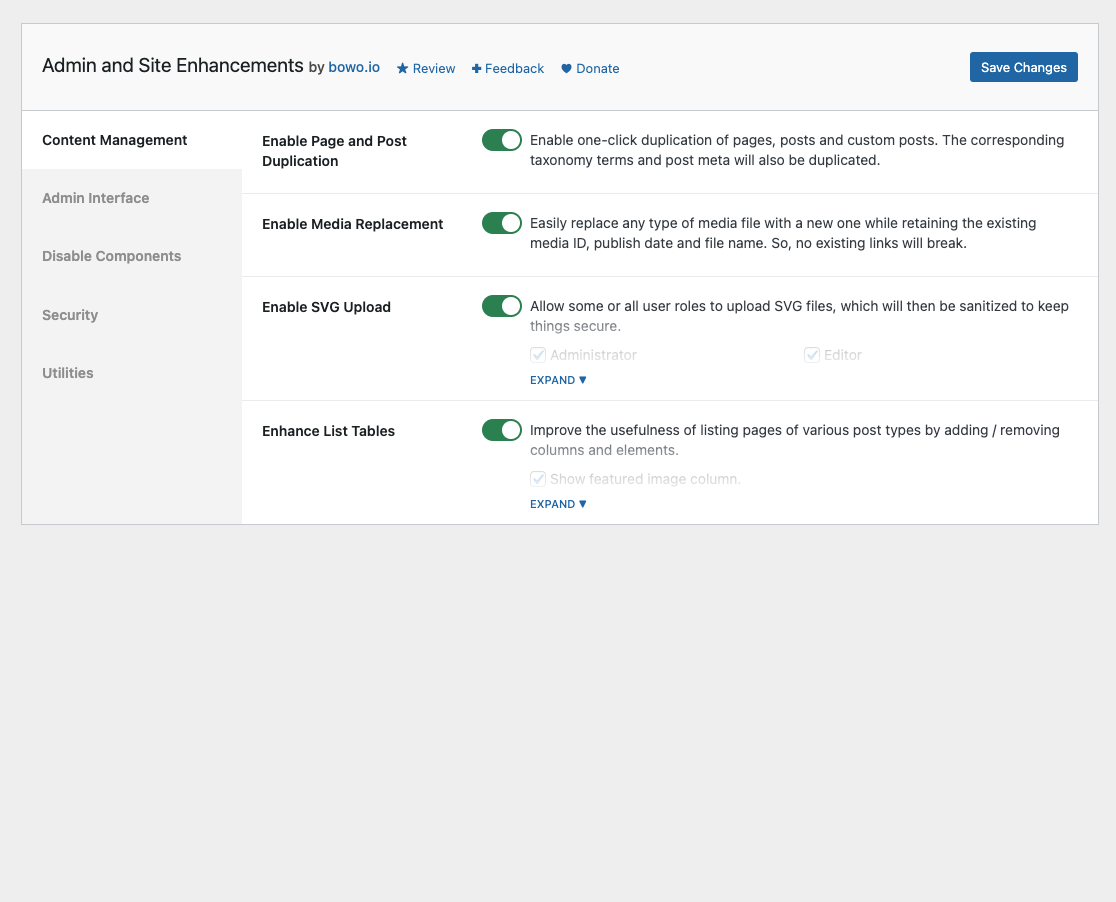 Admin and Site Enhancements by bowo.io Review Feedback Donate
Save Changes
Content Management
Admin Interface
Disable Components
Security
Utilities
Enable Page and Post
Duplication
Enable one-click duplication of pages, posts and custom posts. The corresponding
taxonomy terms and post meta will also be duplicated.
Enable Media Replacement
Easily replace any type of media file with a new one while retaining the existing
media ID, publish date and file name. So, no existing links will break.
Enable SVG Upload
Allow some or all user roles to upload SVG files, which will then be sanitized to keep
things secure.
Administrator Editor
EXPAND ▼
Enhance List Tables
Improve the usefulness of listing pages of various post types by adding / removing
columns and elements.
Show featured image column.
EXPAND ▼